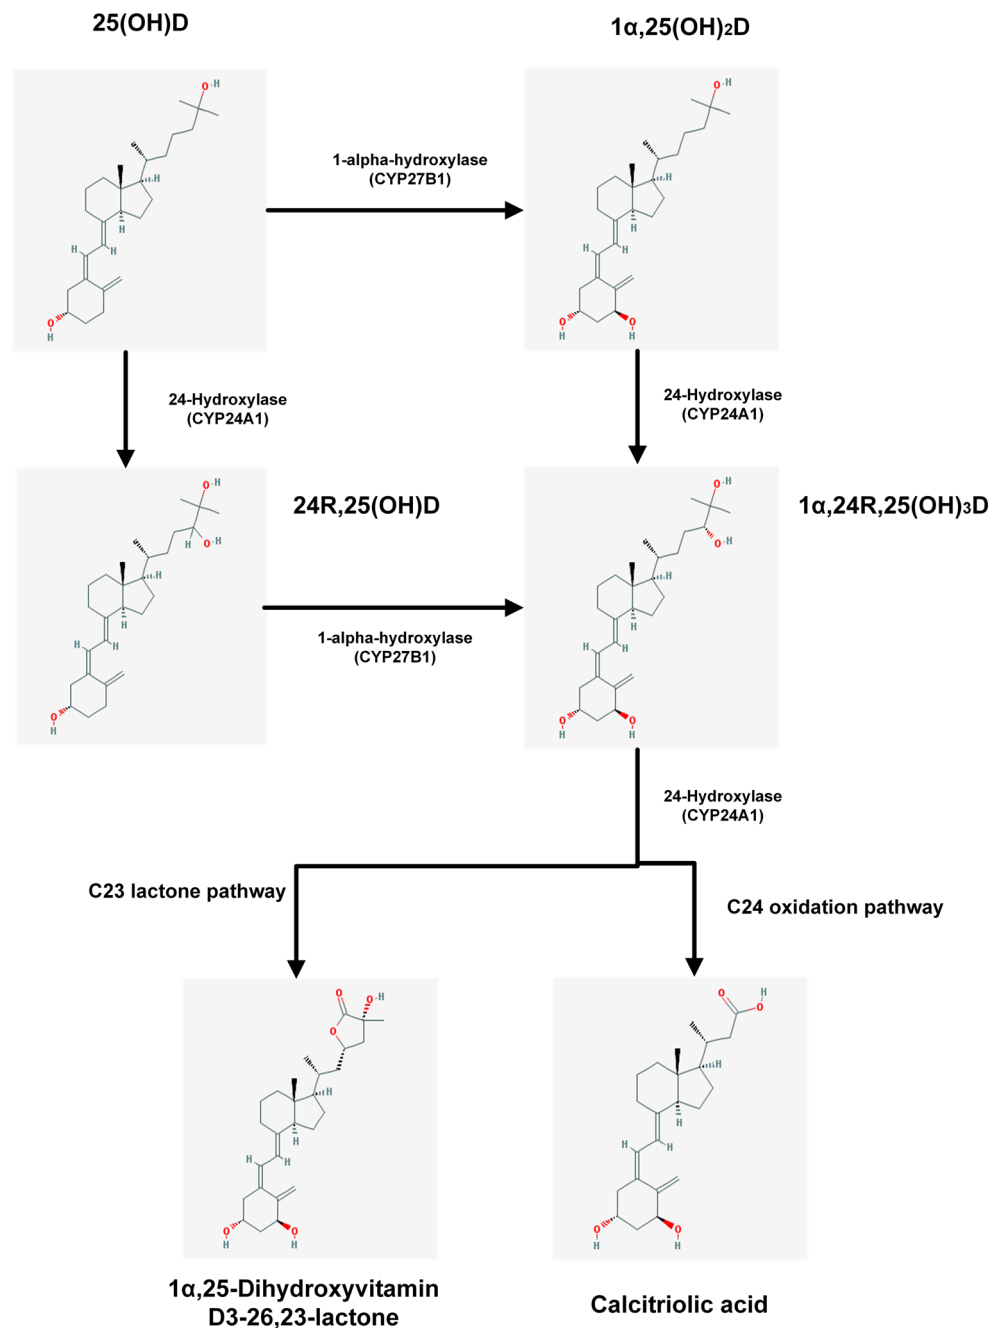 25(OH)D
1α,25(OH)₂D
O H
O H
1-alpha-hydroxylase
(CYP27B1)
H
H
H
H
H
H
H
H
O
H
O
O
H
H
24-Hydroxylase
(CYP24A1)
24-Hydroxylase
(CYP24A1)
O H
O H
24R,25(OH)D
1α,24R,25(OH)₃D
H O H
O H
H
H
H
H
1-alpha-hydroxylase
(CYP27B1)
H
H
H
H
O
H
O
O
H
H
24-Hydroxylase
(CYP24A1)
C23 lactone pathway
C24 oxidation pathway
O
O H
O
O
H
O
H
H
H
H
H
H
H
H
O
O
H
H
O
O
H
H
1α,25-Dihydroxyvitamin
D3-26,23-lactone
Calcitriolic acid